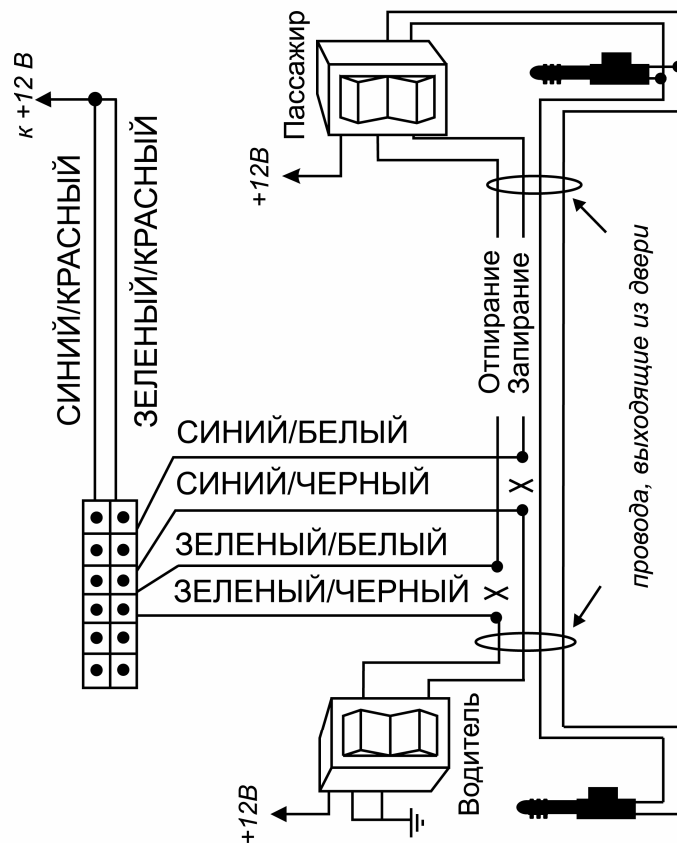 к +12 В
СИНИЙ/КРАСНЫЙ
ЗЕЛЕНЫЙ/КРАСНЫЙ
Пассажир
+12В
СИНИЙ/БЕЛЫЙ
СИНИЙ/ЧЕРНЫЙ
ЗЕЛЕНЫЙ/БЕЛЫЙ
ЗЕЛЕНЫЙ/ЧЕРНЫЙ
Отпирание
Запирание
провода, выходящие из двери
Водитель
+12В